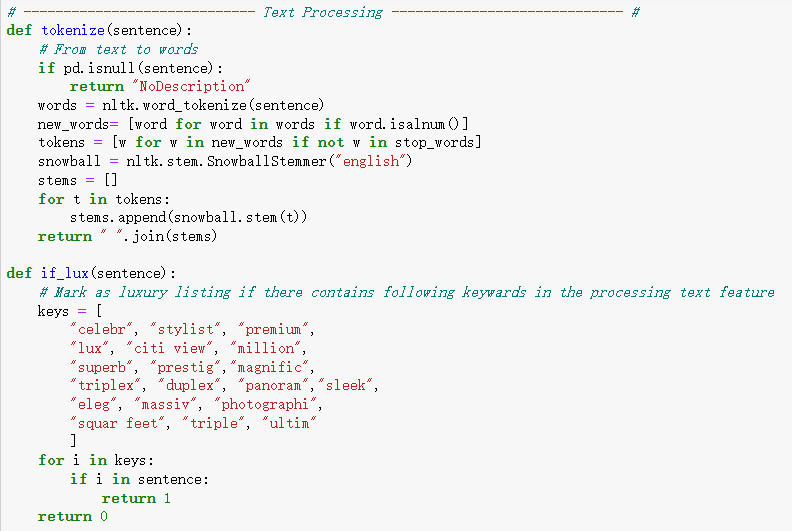 # ----------------------------- Text Processing ----------------------------- #
def tokenize(sentence):
    # From text to words
    if pd.isnull(sentence):
        return "NoDescription"
    words = nltk.word_tokenize(sentence)
    new_words= [word for word in words if word.isalnum()]
    tokens = [w for w in new_words if not w in stop_words]
    snowball = nltk.stem.SnowballStemmer("english")
    stems = []
    for t in tokens:
        stems.append(snowball.stem(t))
    return " ".join(stems)

def if_lux(sentence):
    # Mark as luxury listing if there contains following keywards in the processing text feature
    keys = [
        "celebr", "stylist", "premium",
        "lux", "citi view", "million",
        "superb", "prestig","magnific",
        "triplex", "duplex", "panoram","sleek",
        "eleg", "massiv", "photographi",
        "squar feet", "triple", "ultim"
        ]
    for i in keys:
        if i in sentence:
            return 1
    return 0